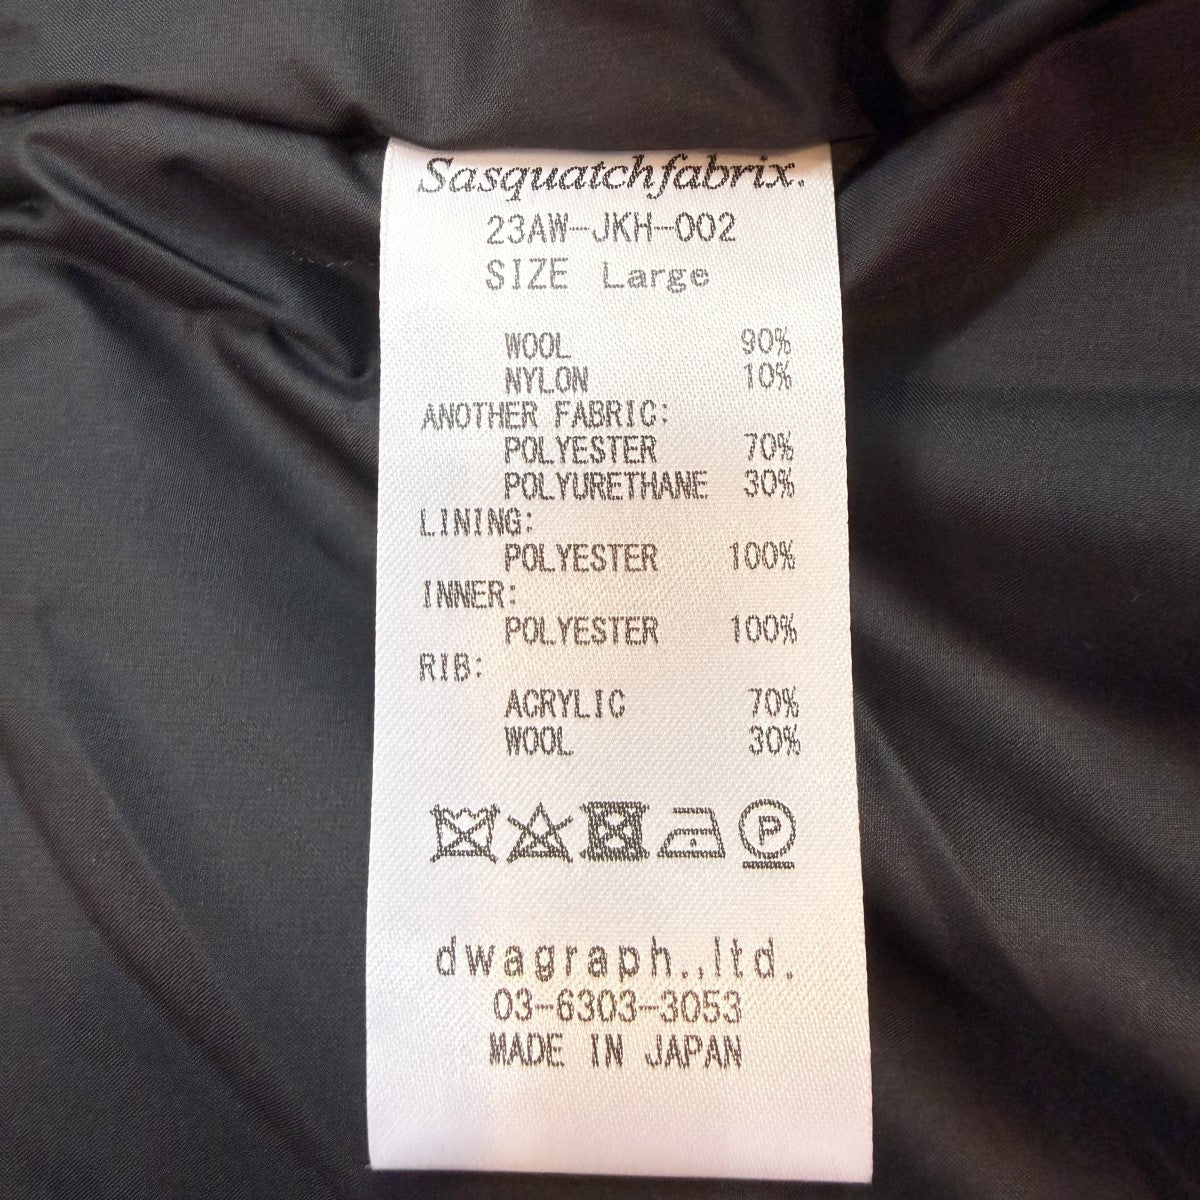 Sasquatchfabrix.
23AW-JKH-002
SIZE Large
WOOL 90%
NYLON 10%
ANOTHER FABRIC:
POLYESTER 70%
POLYURETHANE 30%
LINING:
POLYESTER 100%
INNER:
POLYESTER 100%
RIB:
ACRYLIC 70%
WOOL 30%
P
dwagraph.,ltd.
03-6303-3053
MADE IN JAPAN